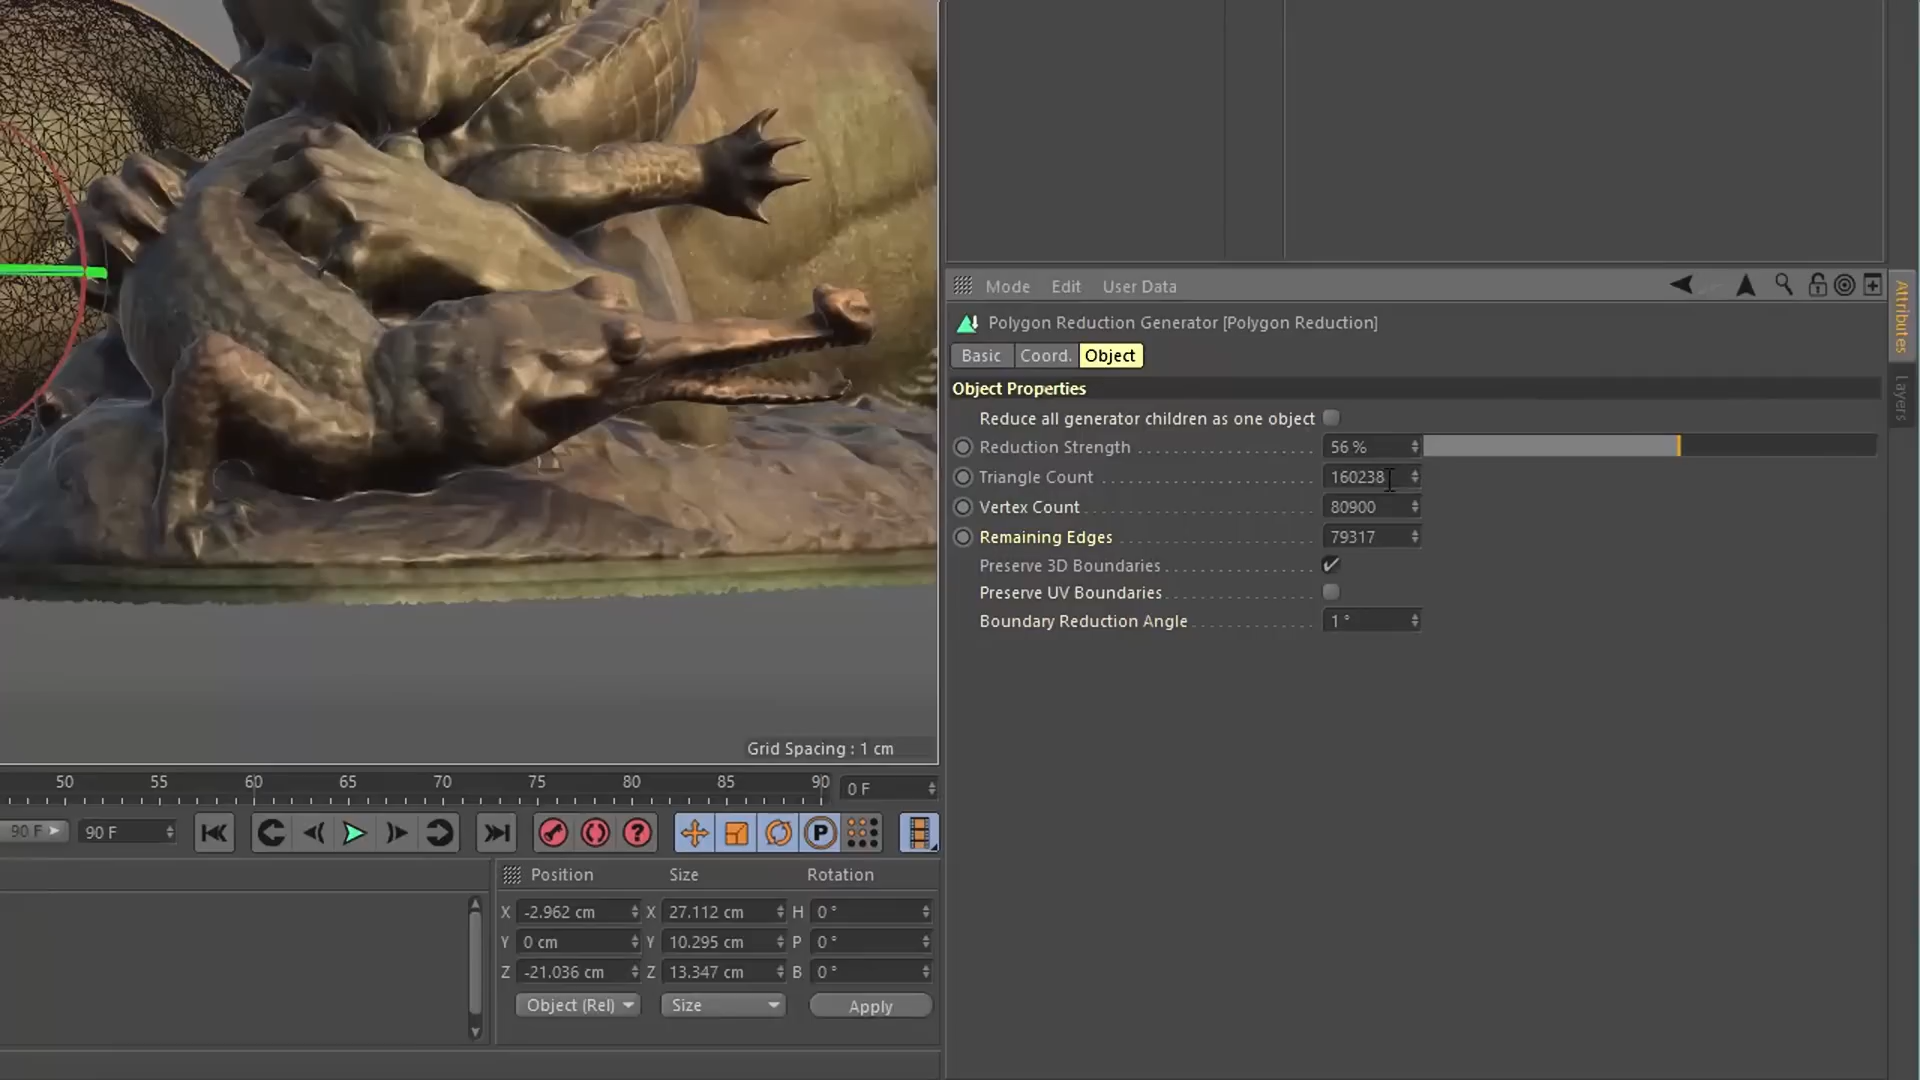 Mode Edit User Data
Polygon Reduction Generator [Polygon Reduction]
Basic Coord. Object
Object Properties
Reduce all generator children as one object
Reduction Strength 56 %
Triangle Count 160238
Vertex Count 80900
Remaining Edges 79317
Preserve 3D Boundaries
Preserve UV Boundaries
Boundary Reduction Angle 1 °
Attributes
Layers
Grid Spacing : 1 cm
50 55 60 65 70 75 80 85 90 0 F
90 F 90 F
Position Size Rotation
X -2.962 cm X 27.112 cm H 0 °
Y 0 cm Y 10.295 cm P 0 °
Z -21.036 cm Z 13.347 cm B 0 °
Object (Rel) Size Apply